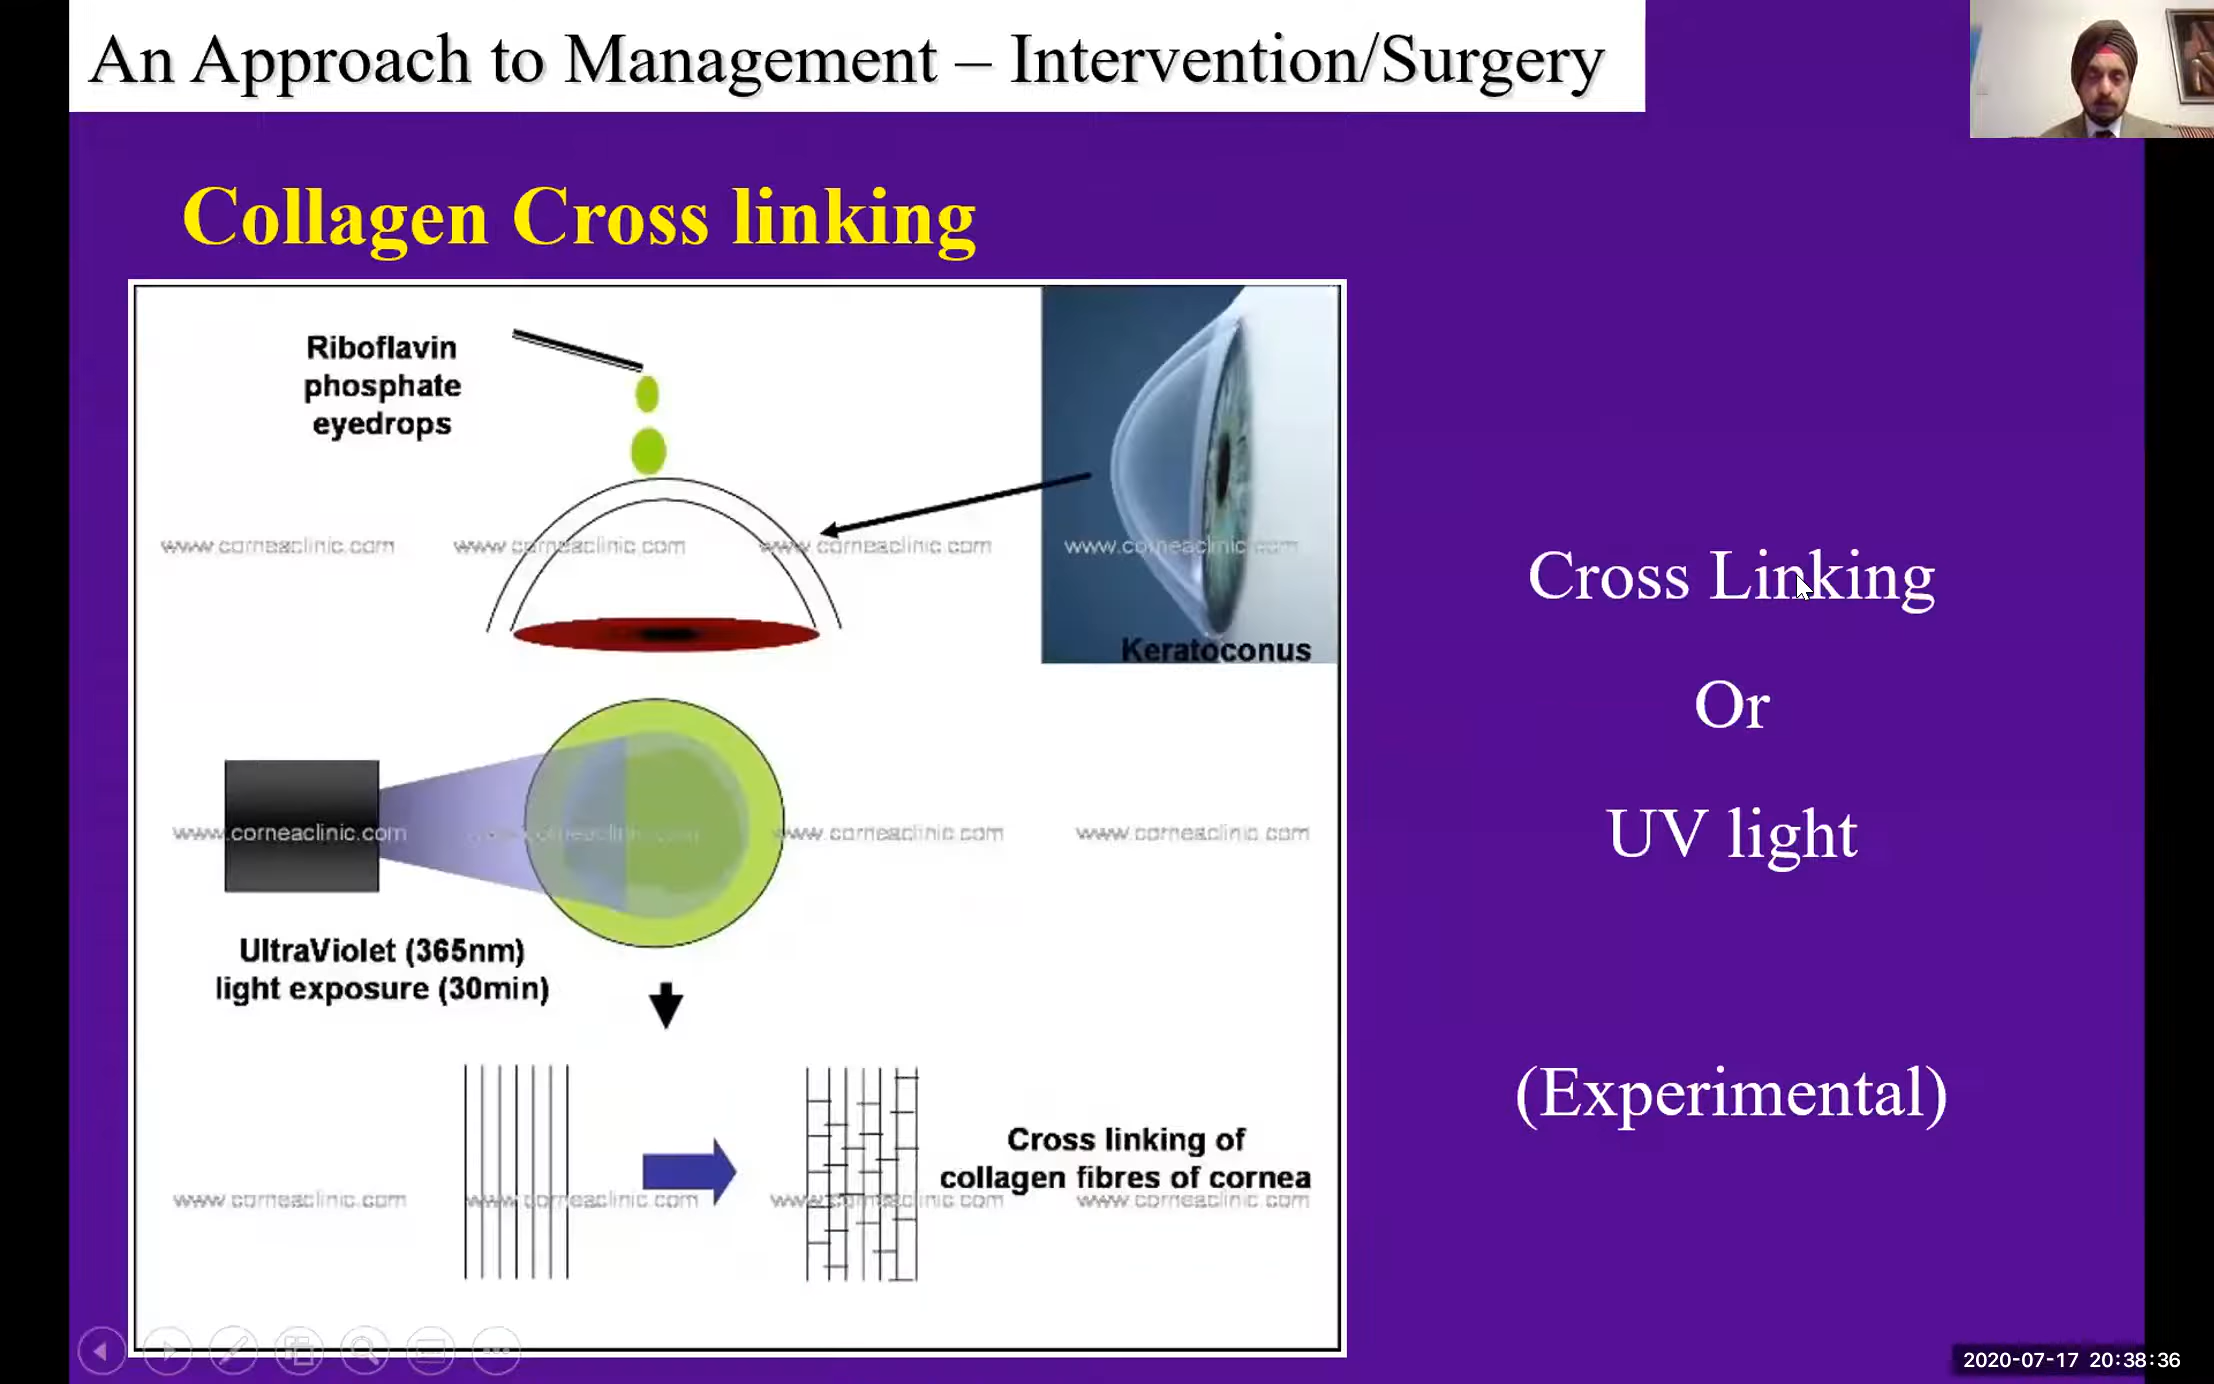 An Approach to Management – Intervention/Surgery
Collagen Cross linking
Riboflavin
phosphate
eyedrops
www.corneaclinic.com www.corneaclinic.com www.corneaclinic.com www.corneaclinic.com
Keratoconus
www.corneaclinic.com www.corneaclinic.com www.corneaclinic.com www.corneaclinic.com
UltraViolet (365nm)
light exposure (30min)
Cross linking of
collagen fibres of cornea
www.corneaclinic.com www.corneaclinic.com www.corneaclinic.com www.corneaclinic.com
Cross Linking
Or
UV light
(Experimental)
2020-07-17 20:38:36